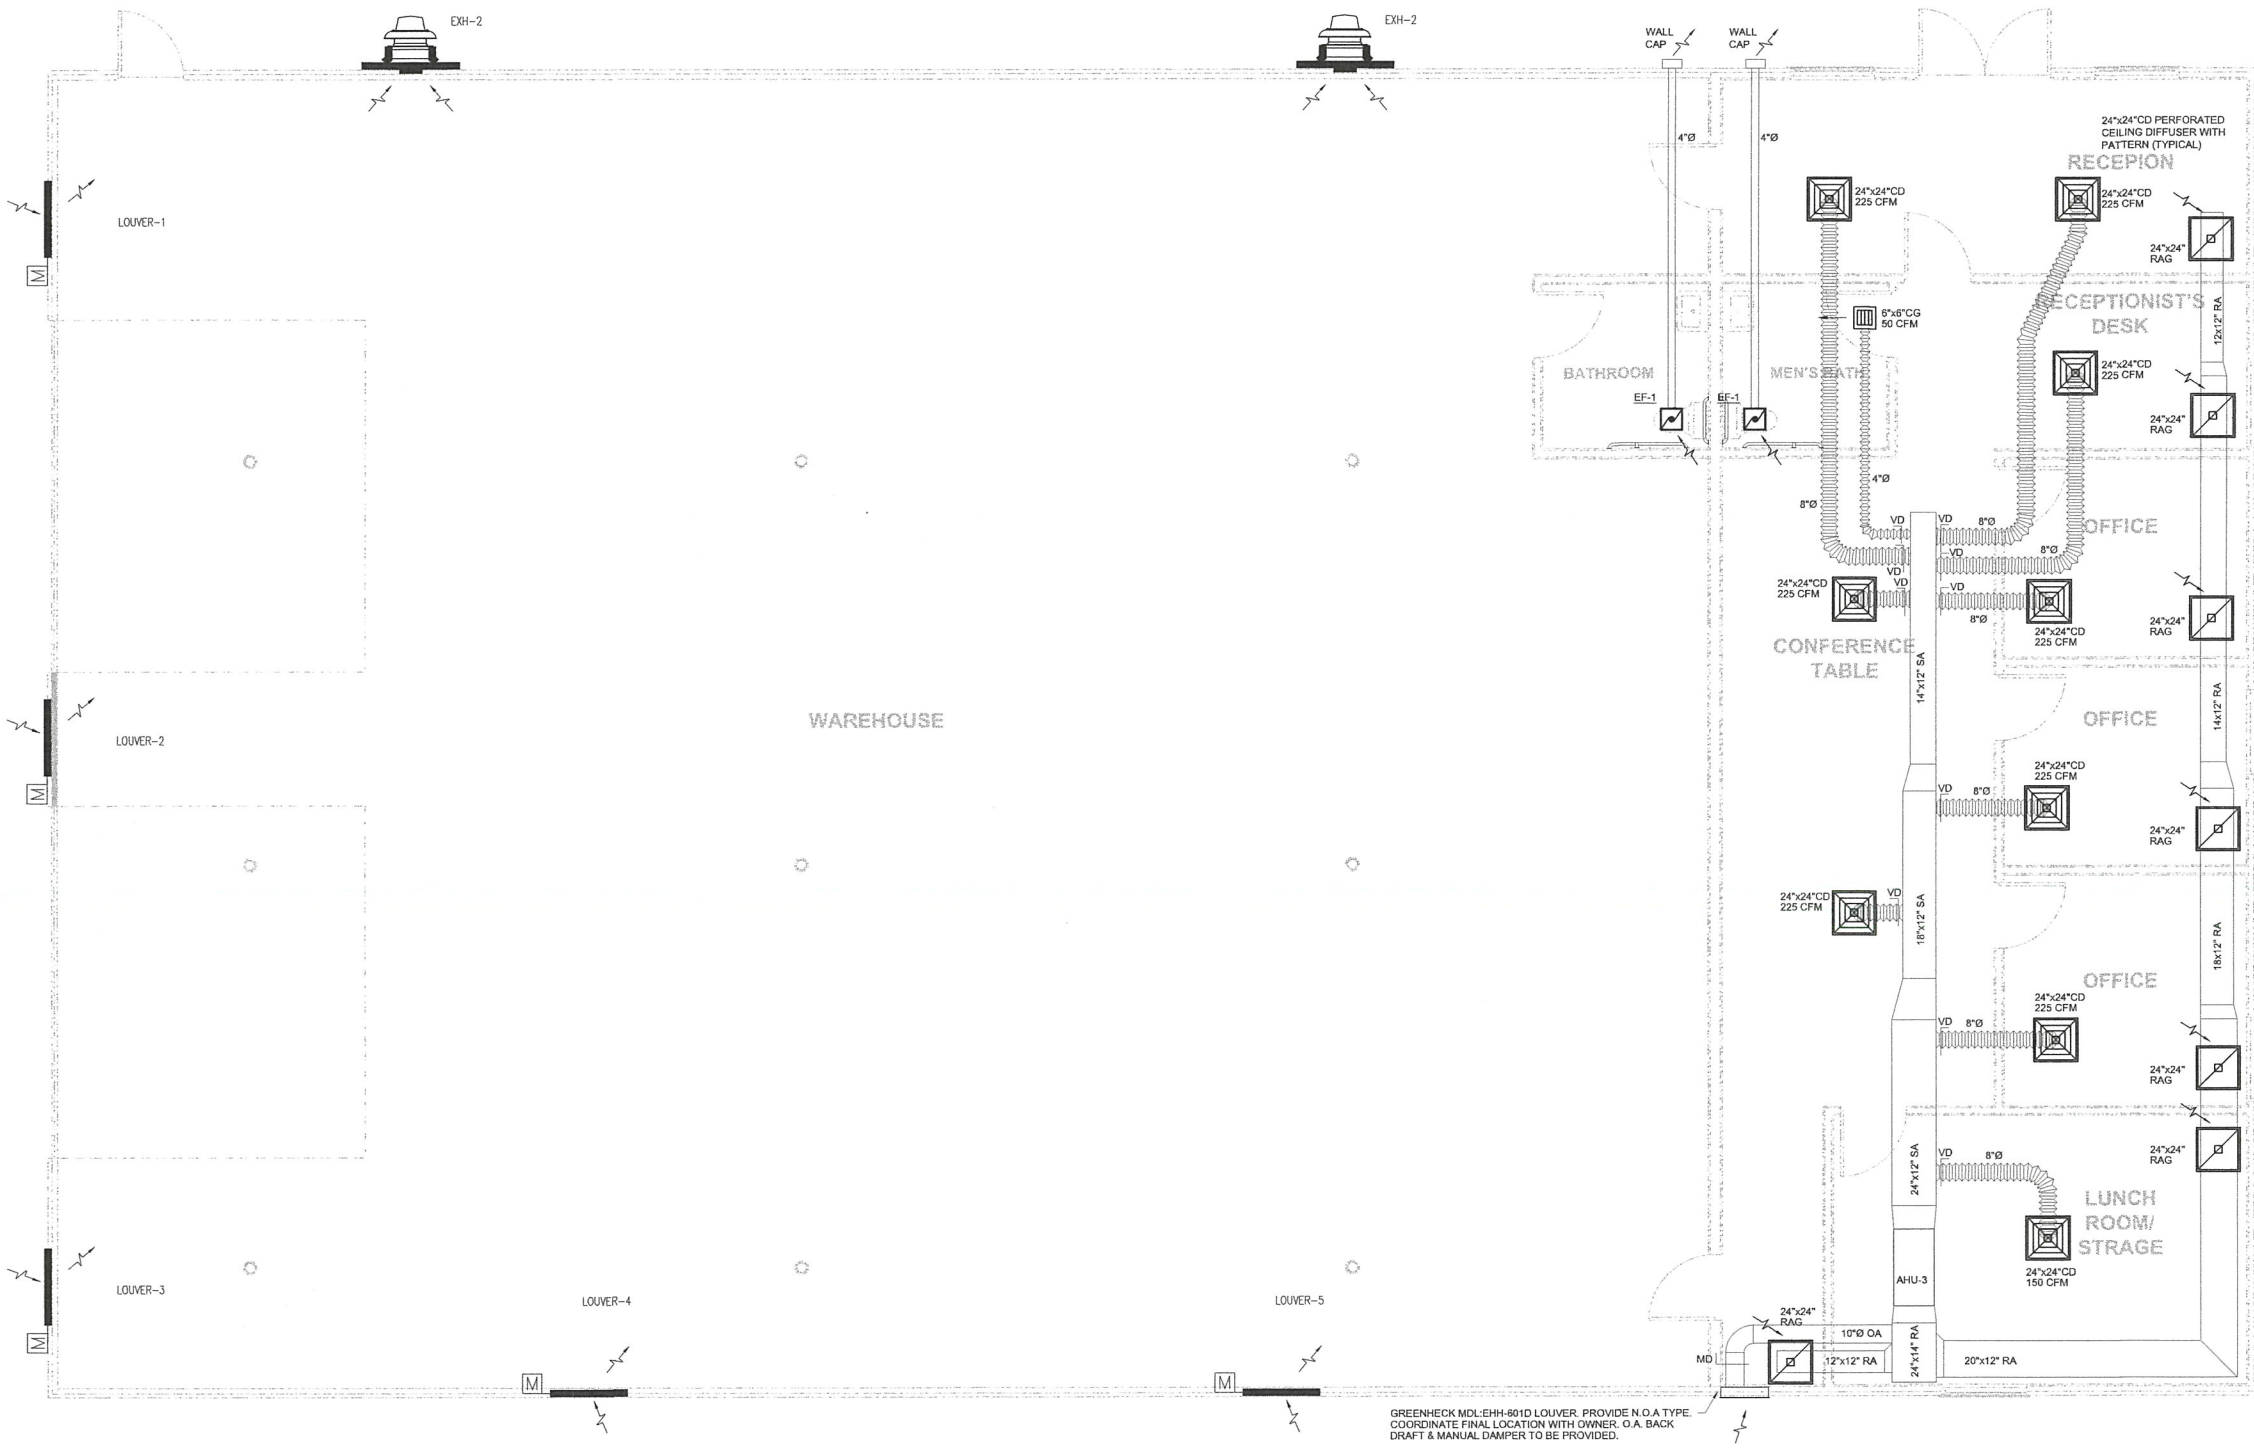 EXH-2
EXH-2
WALL
CAP
WALL
CAP
4"Ø
4"Ø
24"x24"CD PERFORATED
CEILING DIFFUSER WITH
PATTERN (TYPICAL)
RECEPION
24"x24"CD
225 CFM
24"x24"CD
225 CFM
LOUVER-1
24"x24"
RAG
M
RECEPTIONIST'S
DESK
12x12" RA
6"x6"CG
50 CFM
24"x24"CD
225 CFM
BATHROOM
MEN'S BATH
EF-1
EF-1
24"x24"
RAG
4"Ø
8"Ø
VD
VD
8"Ø
OFFICE
VD
8"Ø
VD
VD
VD
24"x24"CD
225 CFM
8"Ø
24"x24"CD
225 CFM
24"x24"
RAG
CONFERENCE
TABLE
14"x12" SA
14x12" RA
WAREHOUSE
OFFICE
LOUVER-2
M
24"x24"CD
225 CFM
VD
8"Ø
24"x24"
RAG
24"x24"CD
225 CFM
VD
18"x12" SA
18x12" RA
OFFICE
24"x24"CD
225 CFM
VD
8"Ø
24"x24"
RAG
24"x24"
RAG
24"x12" SA
VD
8"Ø
LUNCH
ROOM/
STRAGE
24"x24"CD
150 CFM
AHU-3
LOUVER-3
M
LOUVER-4
LOUVER-5
M
M
24"x24"
RAG
10"Ø OA
MD
12"x12" RA
24"x14" RA
20"x12" RA
GREENHECK MDL:EHH-601D LOUVER. PROVIDE N.O.A TYPE.
COORDINATE FINAL LOCATION WITH OWNER. O.A. BACK
DRAFT & MANUAL DAMPER TO BE PROVIDED.